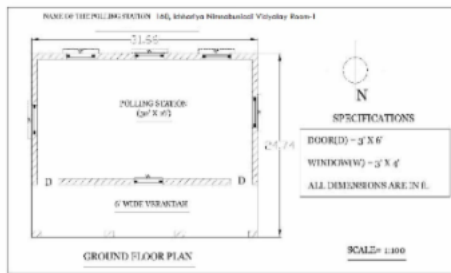 NAME OF THE POLLING STATION 160, Ichhariya Nimnabuniadi Vidyalay Room-1
31.66
POLLING STATION
(30' X 16')
24.74
N
SPECIFICATIONS
DOOR(D) = 3' X 6'
WINDOW(W) = 3' X 4'
ALL DIMENSIONS ARE IN ft.
D
D
6' WIDE VERANDAH
GROUND FLOOR PLAN
SCALE= 1:100